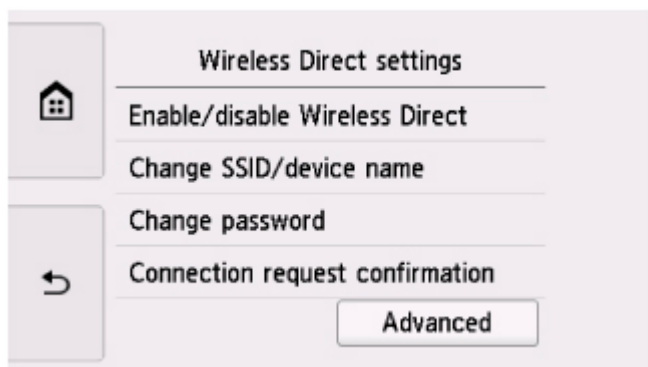 Wireless Direct settings
Enable/disable Wireless Direct
Change SSID/device name
Change password
Connection request confirmation
Advanced